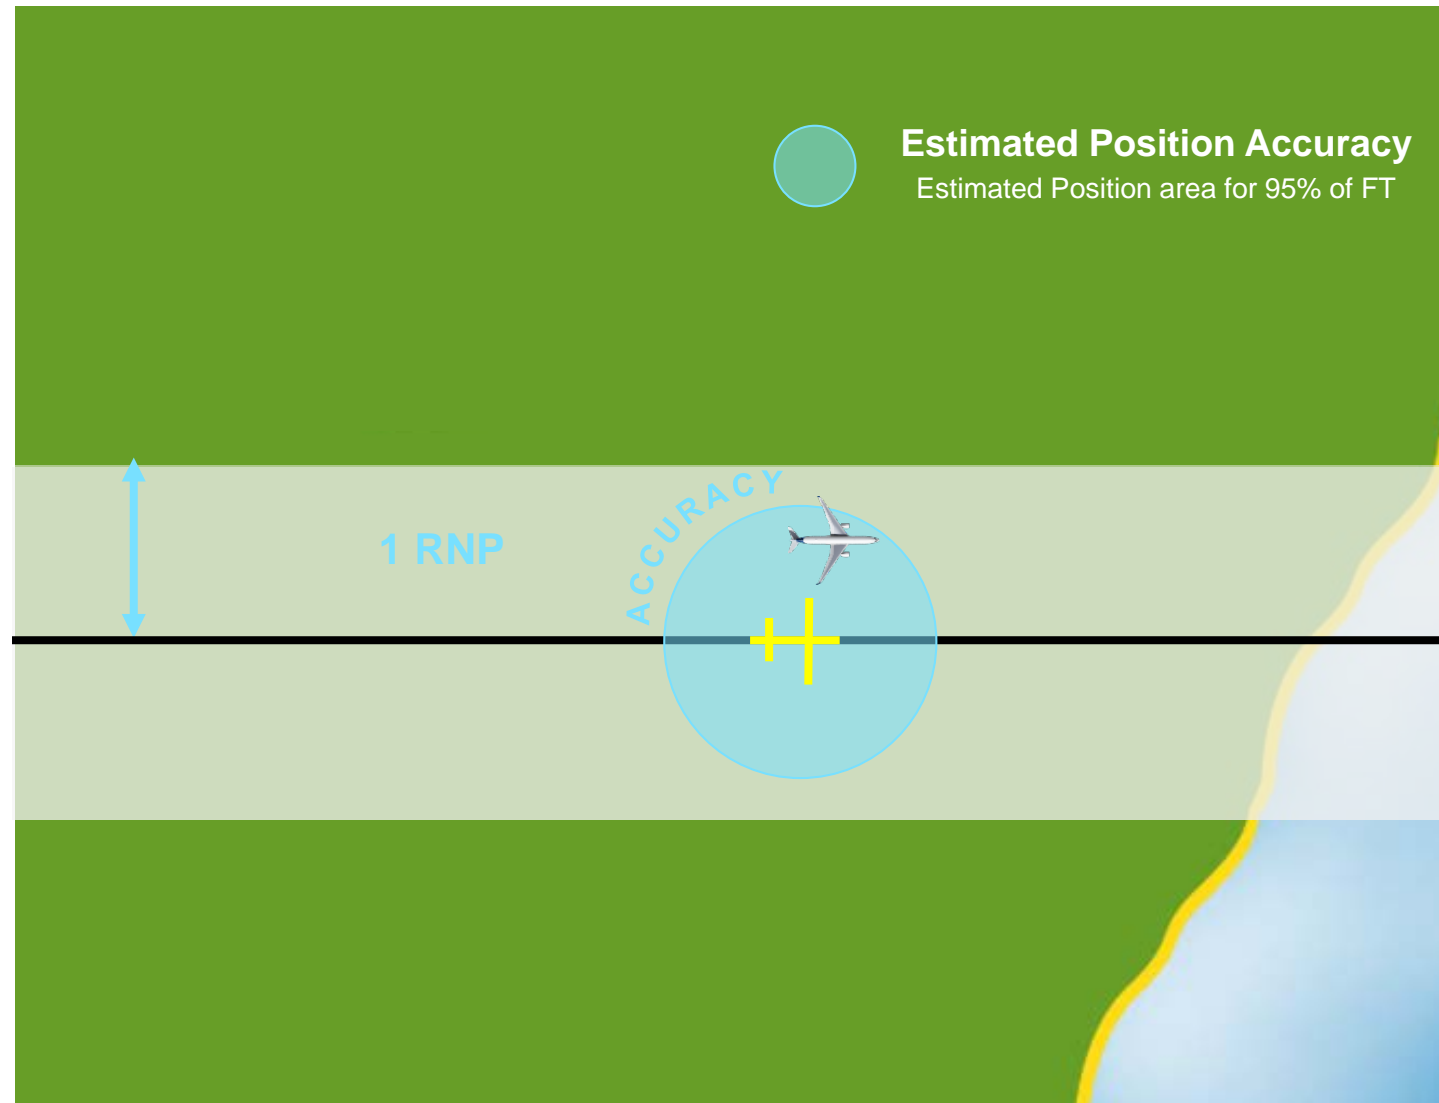 Estimated Position Accuracy
Estimated Position area for 95% of FT
ACCURACY
1 RNP